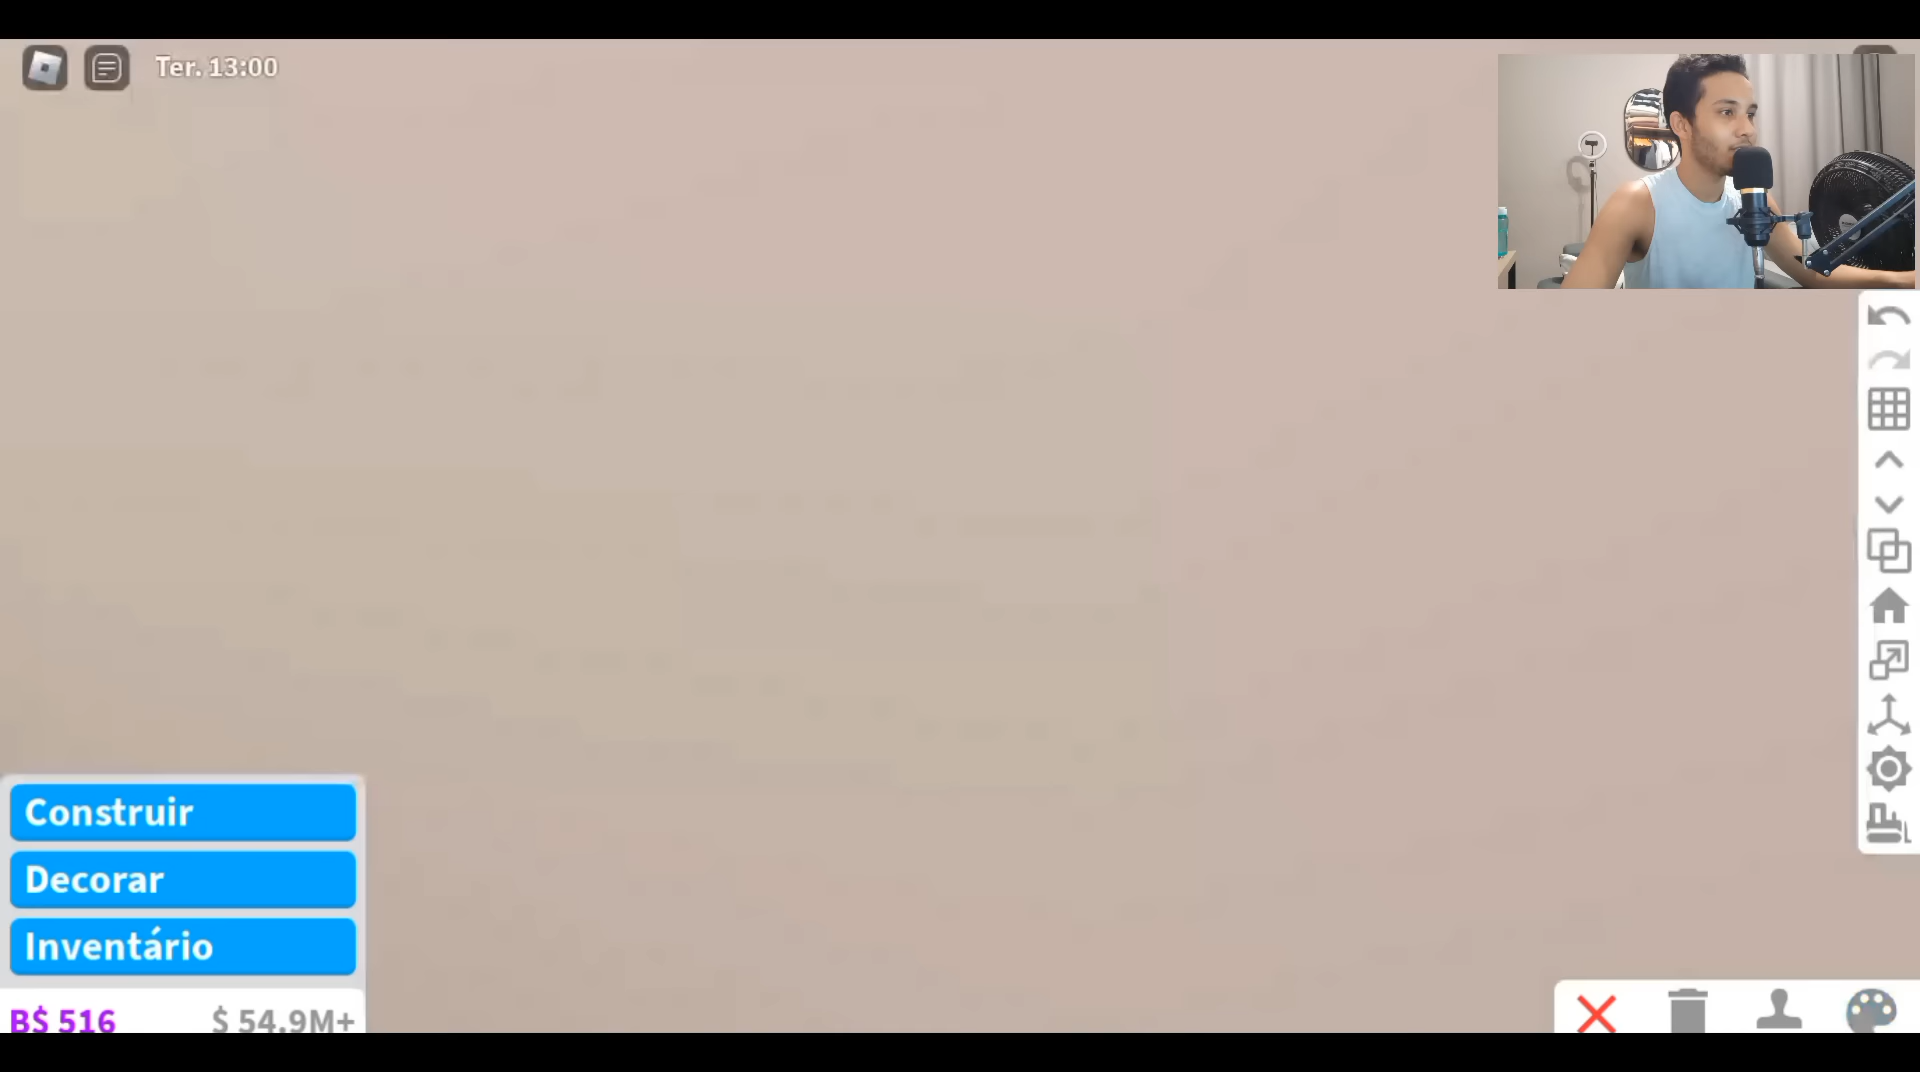 Ter. 13:00
Construir
Decorar
Inventário
B$ 516 $ 54.9M+